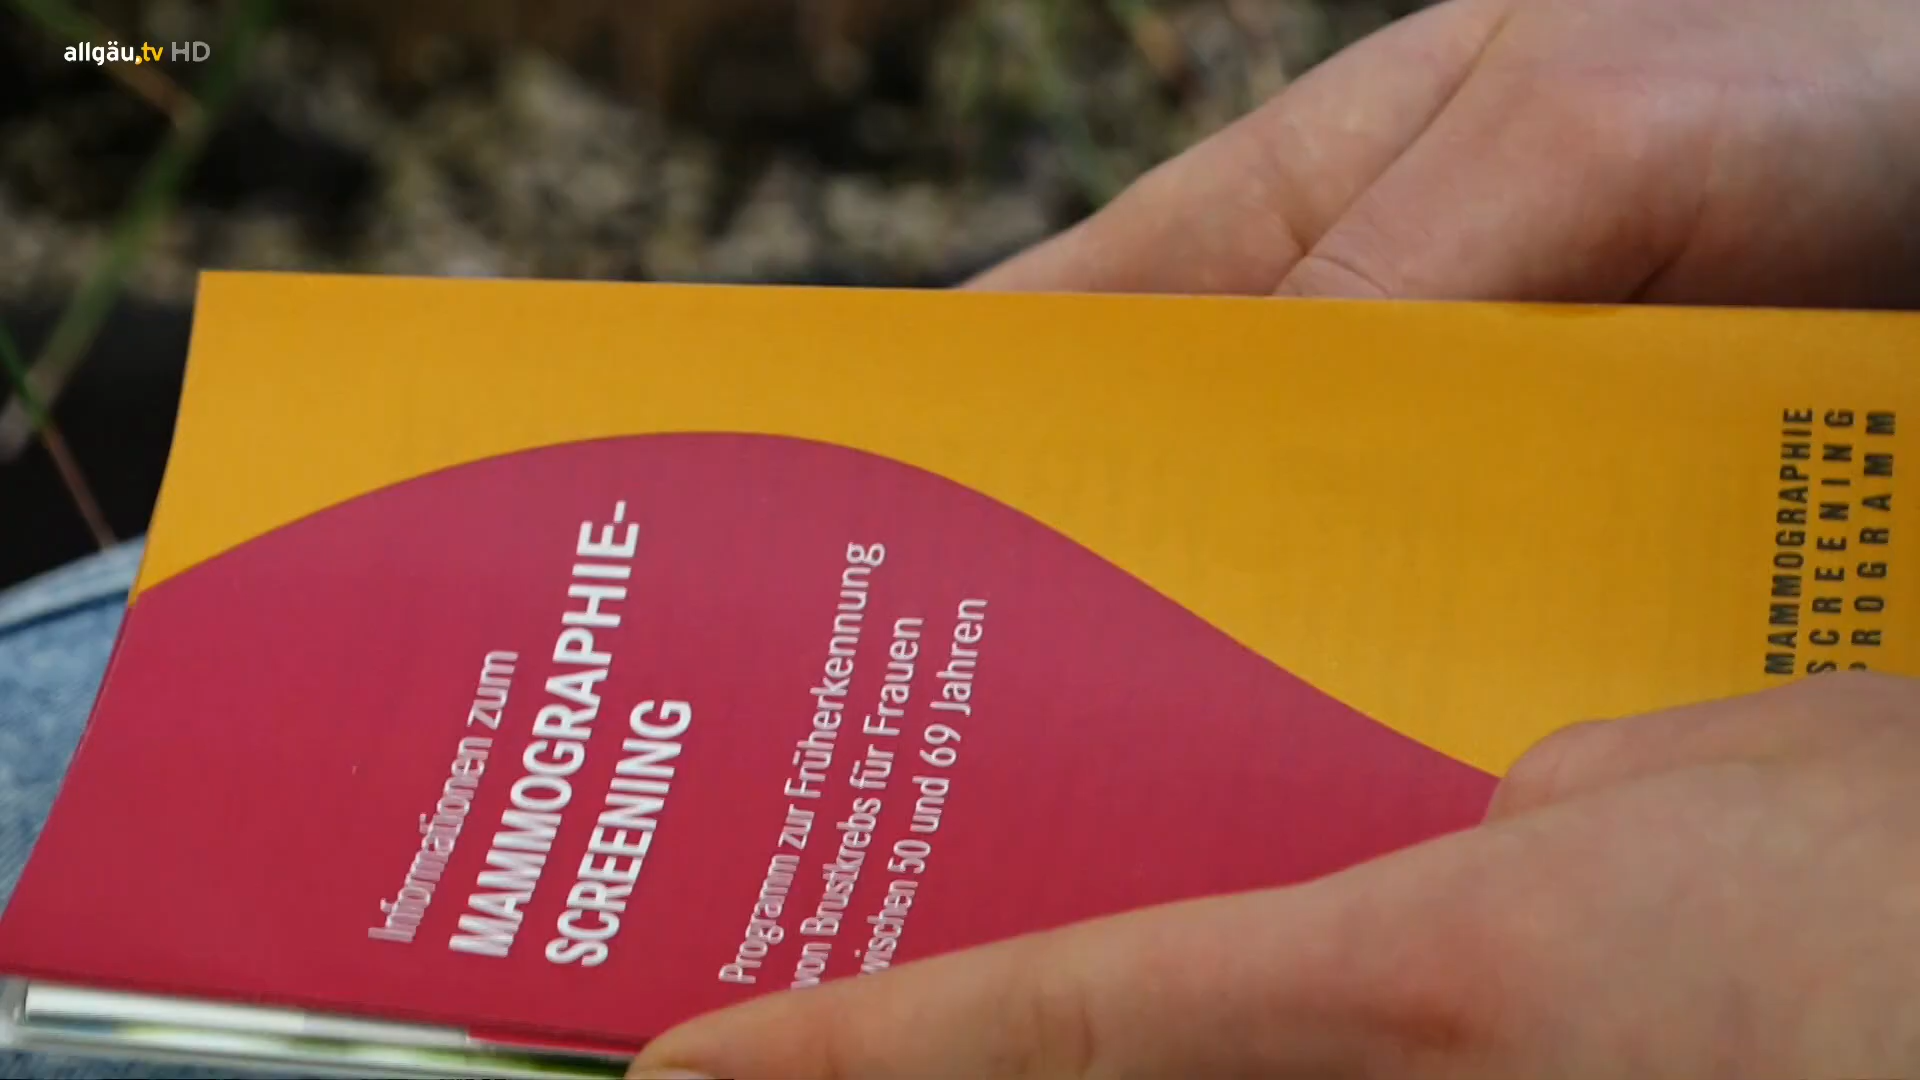 allgäu.tv HD
Informationen zum
MAMMOGRAPHIE-
SCREENING
Programm zur Früherkennung
von Brustkrebs für Frauen
wischen 50 und 69 Jahren
MAMMOGRAPHIE
SCREENING
PROGRAMM